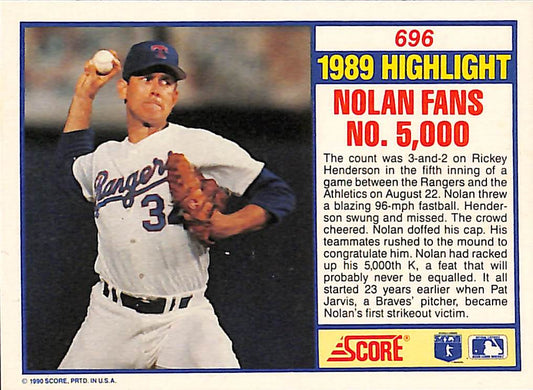 696
1989 HIGHLIGHT
NOLAN FANS
NO. 5,000
The count was 3-and-2 on Rickey
Henderson in the fifth inning of a
game between the Rangers and the
Athletics on August 22. Nolan threw
a blazing 96-mph fastball. Hender-
son swung and missed. The crowd
cheered. Nolan doffed his cap. His
teammates rushed to the mound to
congratulate him. Nolan had racked
up his 5,000th K, a feat that will
probably never be equalled. It all
started 23 years earlier when Pat
Jarvis, a Braves' pitcher, became
Nolan's first strikeout victim.
T
Rangers
34
SCORE®
© 1990 SCORE, PRTD. IN U.S.A.